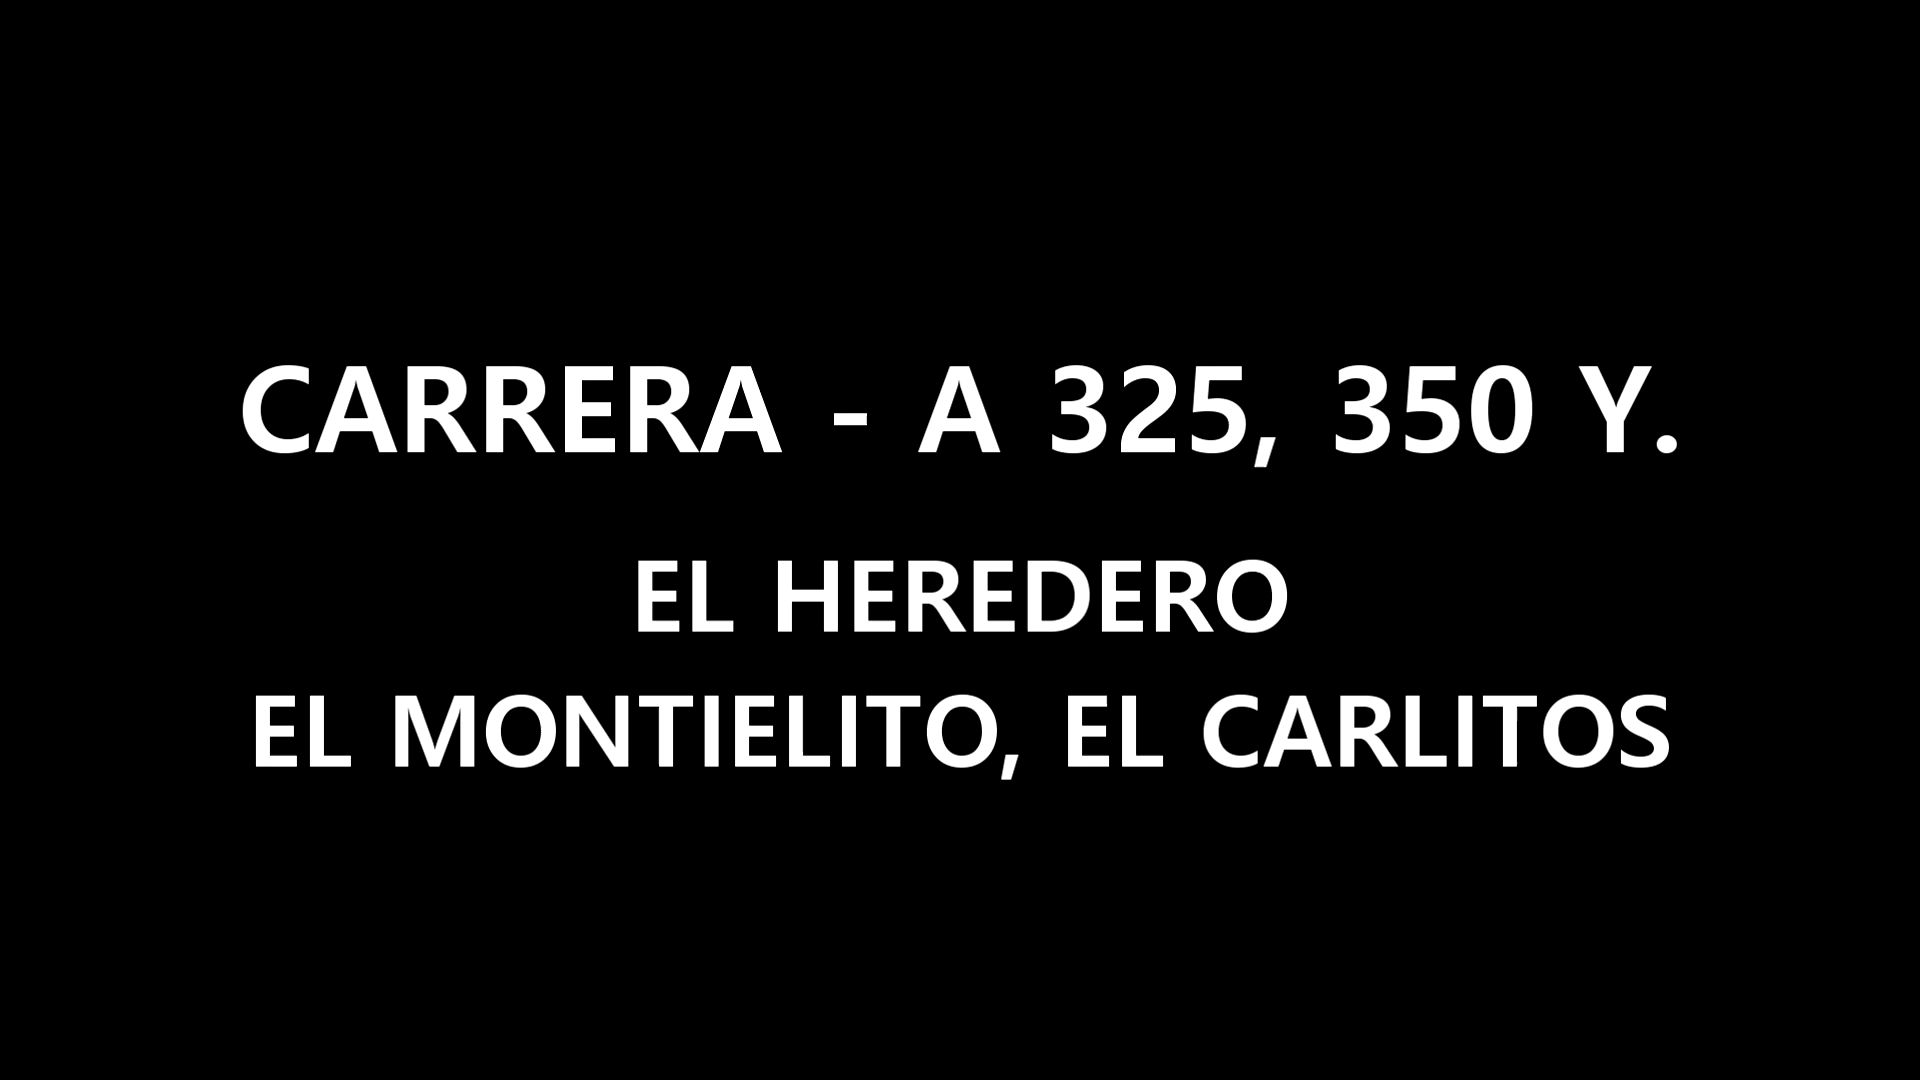 CARRERA - A 325, 350 Y.
EL HEREDERO
EL MONTIELITO, EL CARLITOS